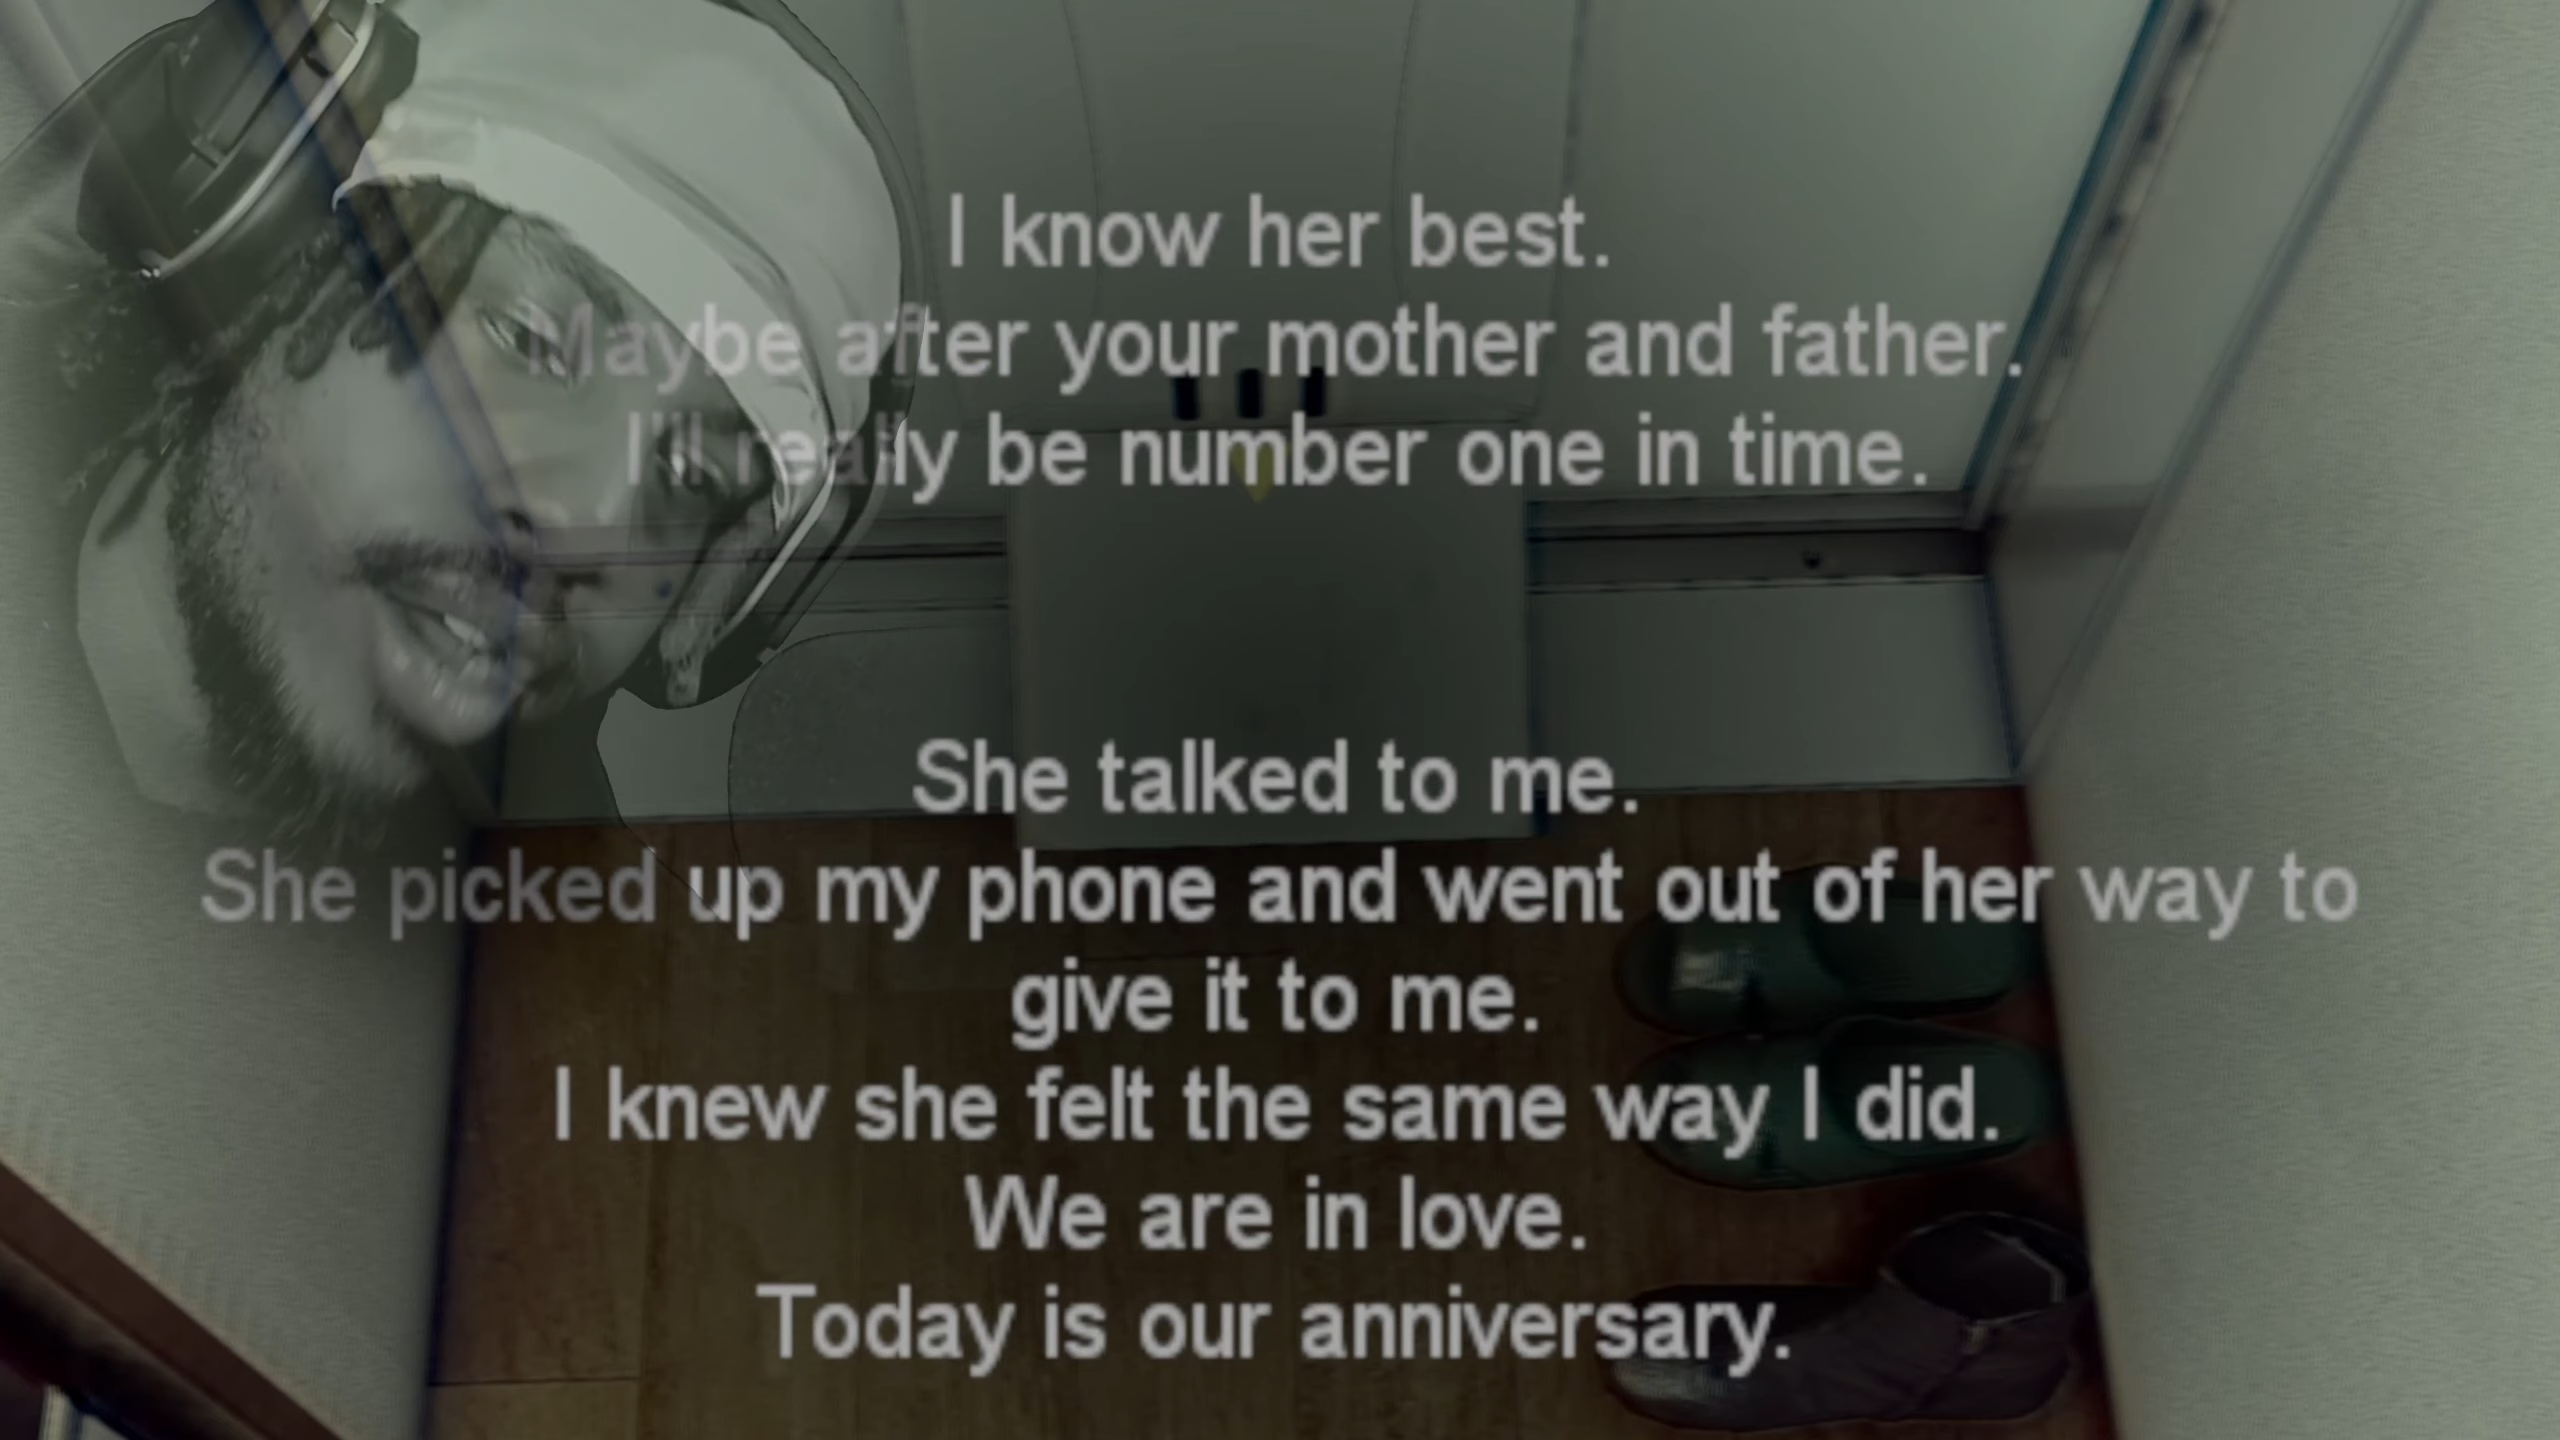 I know her best.
Maybe after your mother and father.
I'll really be number one in time.
She talked to me.
She picked up my phone and went out of her way to
give it to me.
I knew she felt the same way I did.
We are in love.
Today is our anniversary.